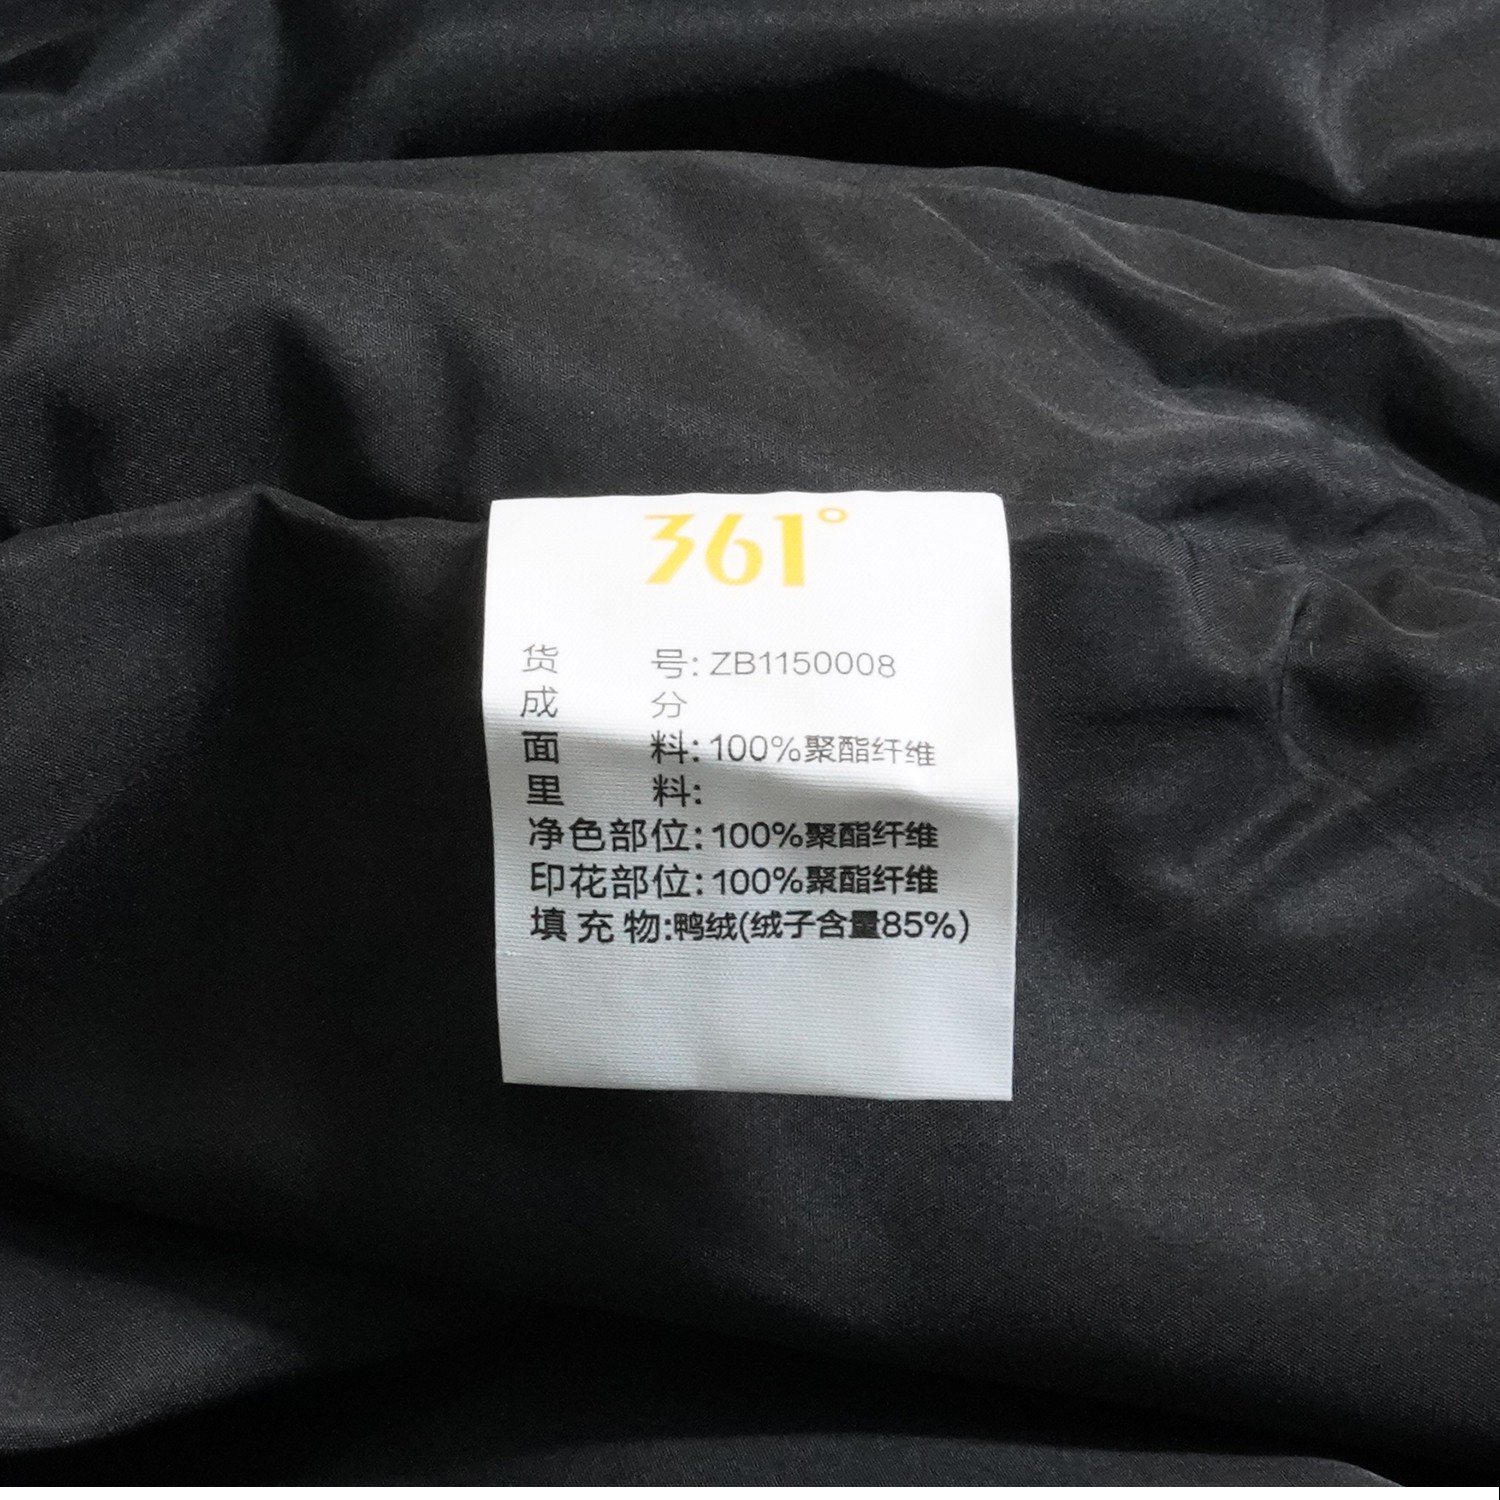 361°
货号: ZB1150008
成分
面料: 100%聚酯纤维
里料:
净色部位: 100%聚酯纤维
印花部位: 100%聚酯纤维
填充物:鸭绒(绒子含量85%)